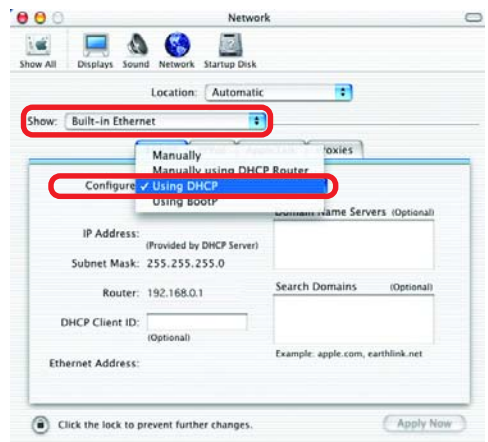 Network
Show All Displays Sound Network Startup Disk
Location: Automatic
Show: Built-in Ethernet
Proxies
Manually
Manually using DHCP Router
Configure ✓ Using DHCP
Using BootP
Domain Name Servers (Optional)
IP Address:
(Provided by DHCP Server)
Subnet Mask: 255.255.255.0
Router: 192.168.0.1
Search Domains (Optional)
DHCP Client ID:
(Optional)
Example: apple.com, earthlink.net
Ethernet Address:
Click the lock to prevent further changes.
Apply Now